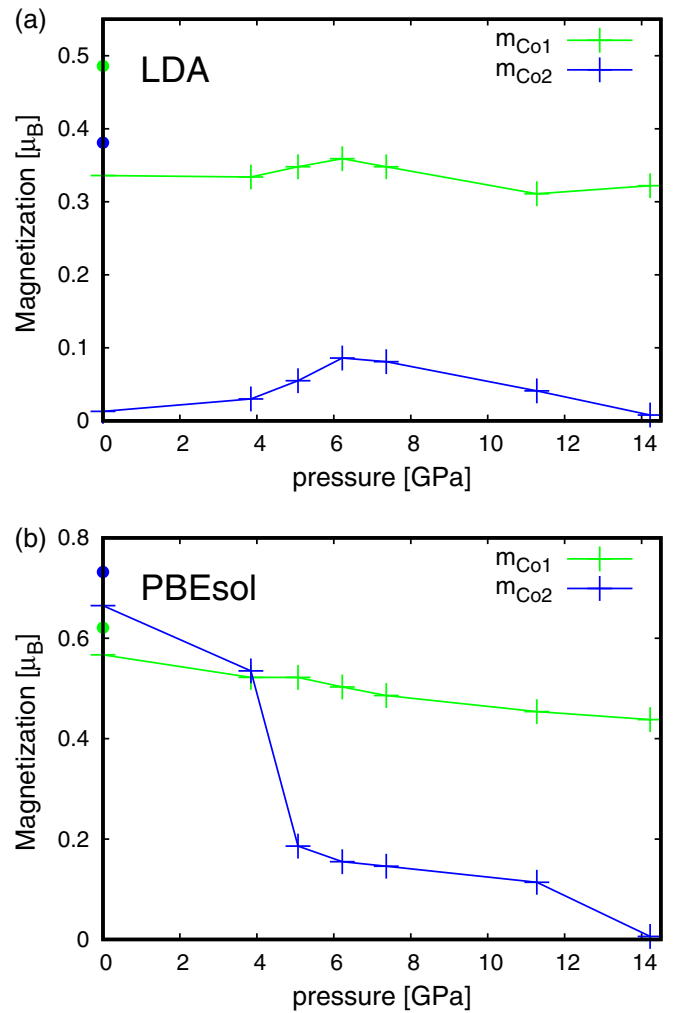 (a)
LDA
m_Co1
m_Co2
Magnetization [μ_B]
0.5
0.4
0.3
0.2
0.1
0
0 2 4 6 8 10 12 14
pressure [GPa]
(b)
PBEsol
m_Co1
m_Co2
Magnetization [μ_B]
0.8
0.6
0.4
0.2
0
0 2 4 6 8 10 12 14
pressure [GPa]